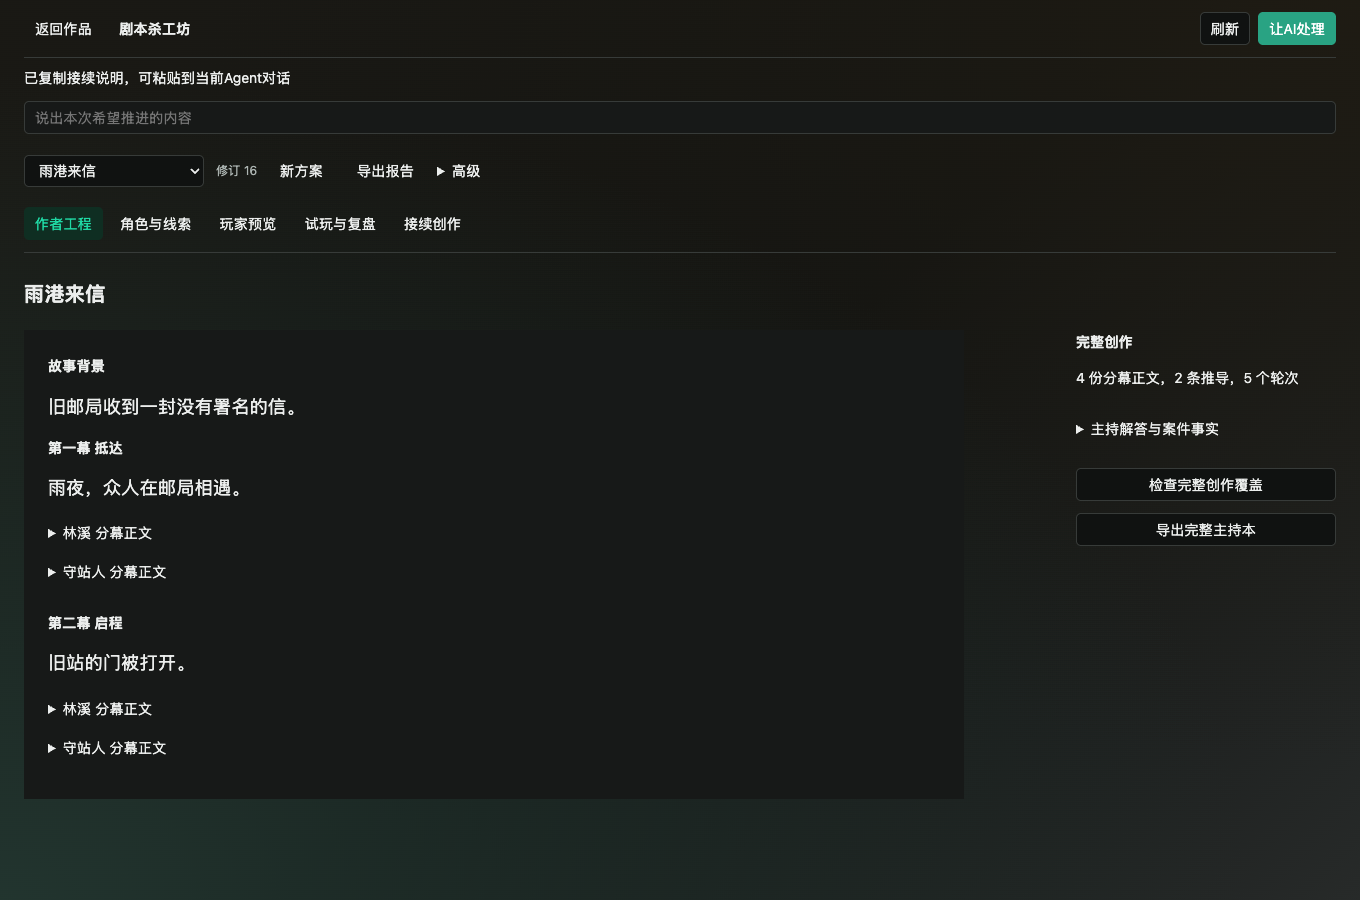 返回作品 剧本杀工坊 刷新 让AI处理
已复制接续说明，可粘贴到当前Agent对话
说出本次希望推进的内容
雨港来信 修订 16 新方案 导出报告 高级
作者工程 角色与线索 玩家预览 试玩与复盘 接续创作
雨港来信
故事背景
旧邮局收到一封没有署名的信。
第一幕 抵达
雨夜，众人在邮局相遇。
林溪 分幕正文
守站人 分幕正文
第二幕 启程
旧站的门被打开。
林溪 分幕正文
守站人 分幕正文
完整创作
4 份分幕正文，2 条推导，5 个轮次
主持解答与案件事实
检查完整创作覆盖
导出完整主持本